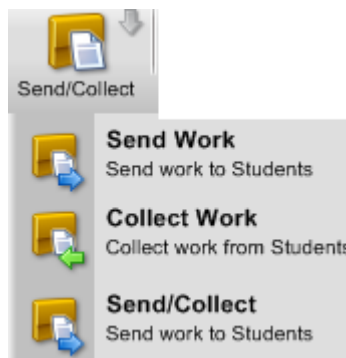 Send/Collect
Send Work
Send work to Students
Collect Work
Collect work from Students
Send/Collect
Send work to Students